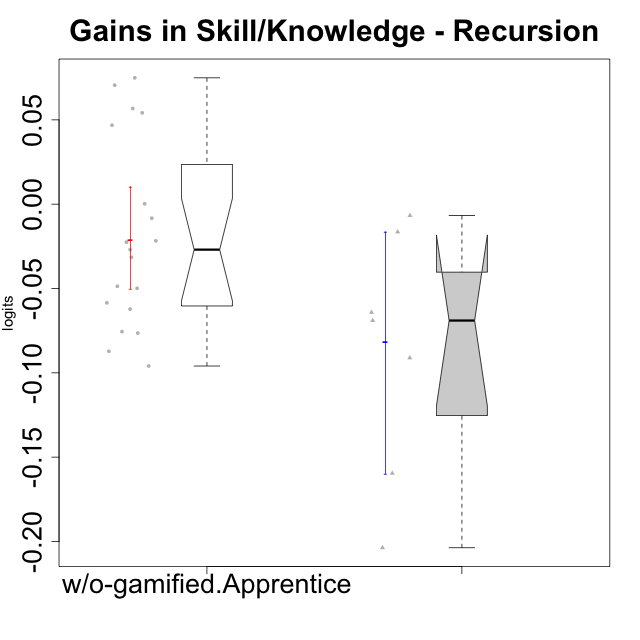 Gains in Skill/Knowledge - Recursion
logits
0.05
0.00
-0.05
-0.10
-0.15
-0.20
w/o-gamified.Apprentice